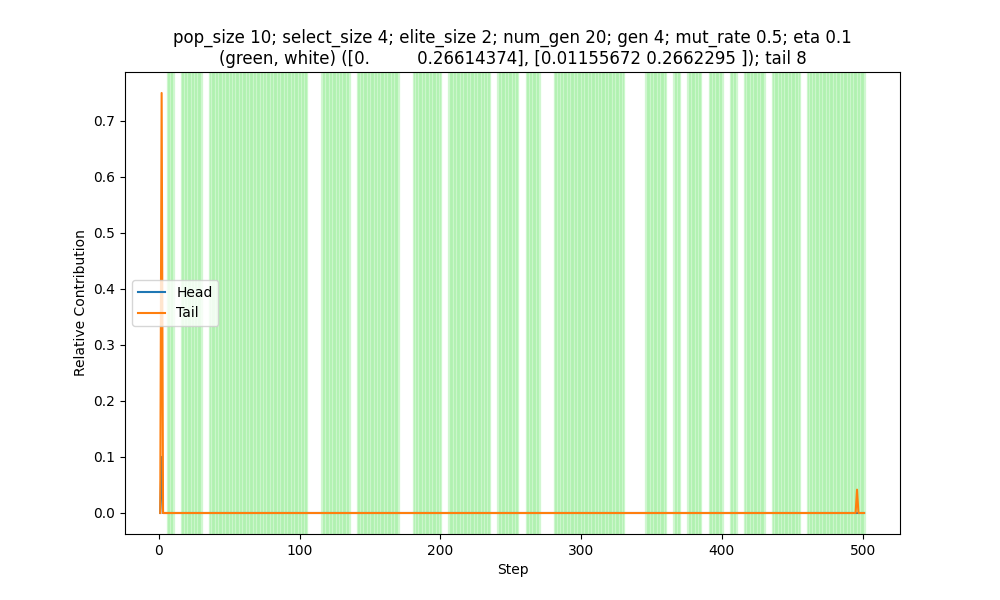 pop_size 10; select_size 4; elite_size 2; num_gen 20; gen 4; mut_rate 0.5; eta 0.1
(green, white) ([0. 0.26614374], [0.01155672 0.2662295 ]); tail 8
Relative Contribution
0.7
0.6
0.5
0.4
0.3
0.2
0.1
0.0
Head
Tail
0 100 200 300 400 500
Step